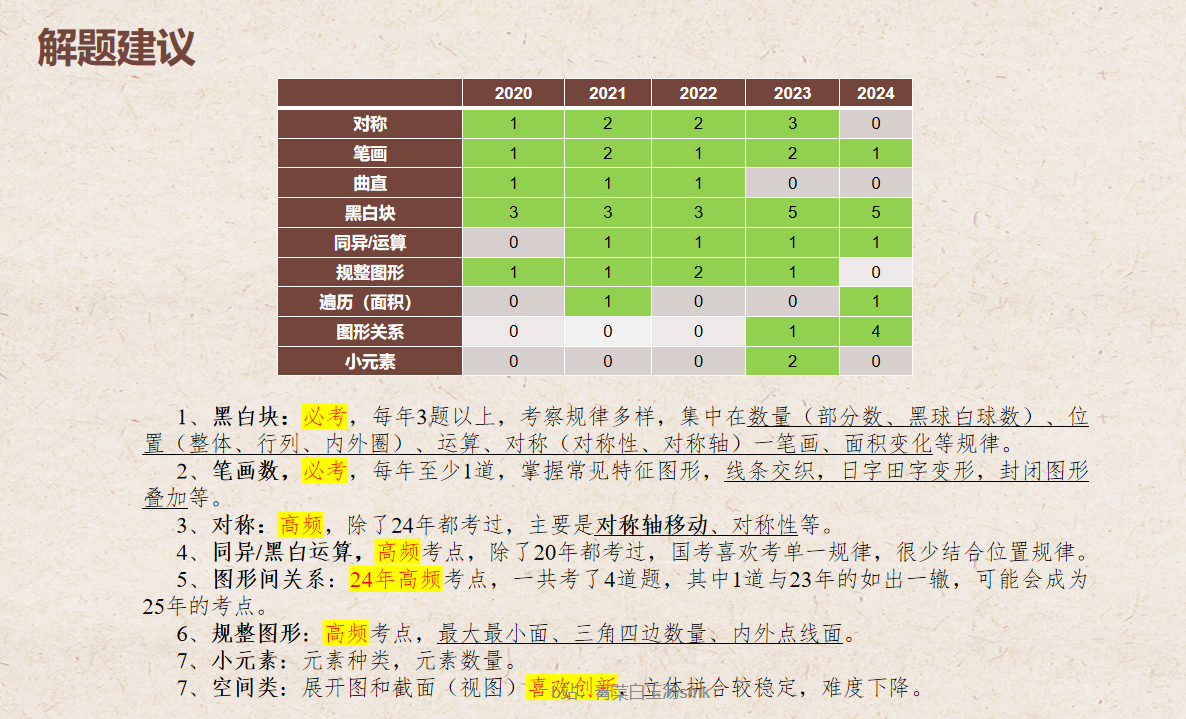 解题建议
2020 2021 2022 2023 2024
对称 1 2 2 3 0
笔画 1 2 1 2 1
曲直 1 1 1 0 0
黑白块 3 3 3 5 5
同异/运算 0 1 1 1 1
规整图形 1 1 2 1 0
遍历（面积） 0 1 0 0 1
图形关系 0 0 0 1 4
小元素 0 0 0 2 0
1、黑白块：必考，每年3题以上，考察规律多样，集中在数量（部分数、黑球白球数）、位
置（整体、行列、内外圈）、运算、对称（对称性、对称轴）一笔画、面积变化等规律。
2、笔画数，必考，每年至少1道，掌握常见特征图形，线条交织，日字田字变形，封闭图形
叠加等。
3、对称：高频，除了24年都考过，主要是对称轴移动、对称性等。
4、同异/黑白运算，高频考点，除了20年都考过，国考喜欢考单一规律，很少结合位置规律。
5、图形间关系：24年高频考点，一共考了4道题，其中1道与23年的如出一辙，可能会成为
25年的考点。
6、规整图形：高频考点，最大最小面、三角四边数量、内外点线面。
7、小元素：元素种类，元素数量。
7、空间类：展开图和截面（视图）喜欢创新，立体拼合较稳定，难度下降。